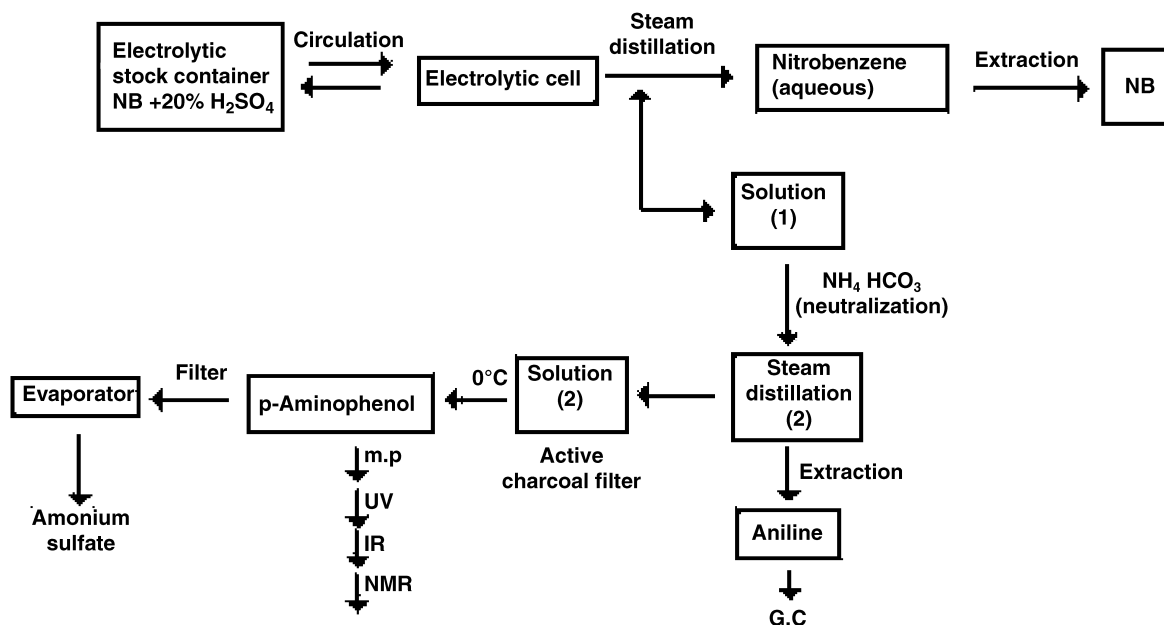 Electrolytic
stock container
NB +20% H₂SO₄
Circulation
Electrolytic cell
Steam
distillation
Nitrobenzene
(aqueous)
Extraction
NB
Solution
(1)
NH₄ HCO₃
(neutralization)
Steam
distillation
(2)
Solution
(2)
Active
charcoal filter
0°C
p-Aminophenol
Filter
Evaporator
Amonium
sulfate
m.p
UV
IR
NMR
Extraction
Aniline
G.C